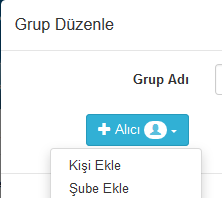 Grup Düzenle
Grup Adı
Alıcı
Kişi Ekle
Şube Ekle